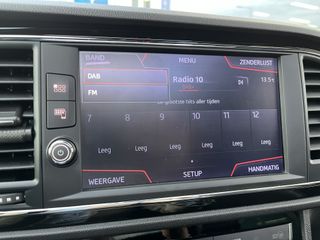 BAND MENU ZENDERLIJST
DAB Radio 10 D4 13.5°C
FM
De grootste hits aller tijden
7 8 9 10 11 12
Leeg Leeg Leeg Leeg Leeg Leeg
WEERGAVE SETUP HANDMATIG